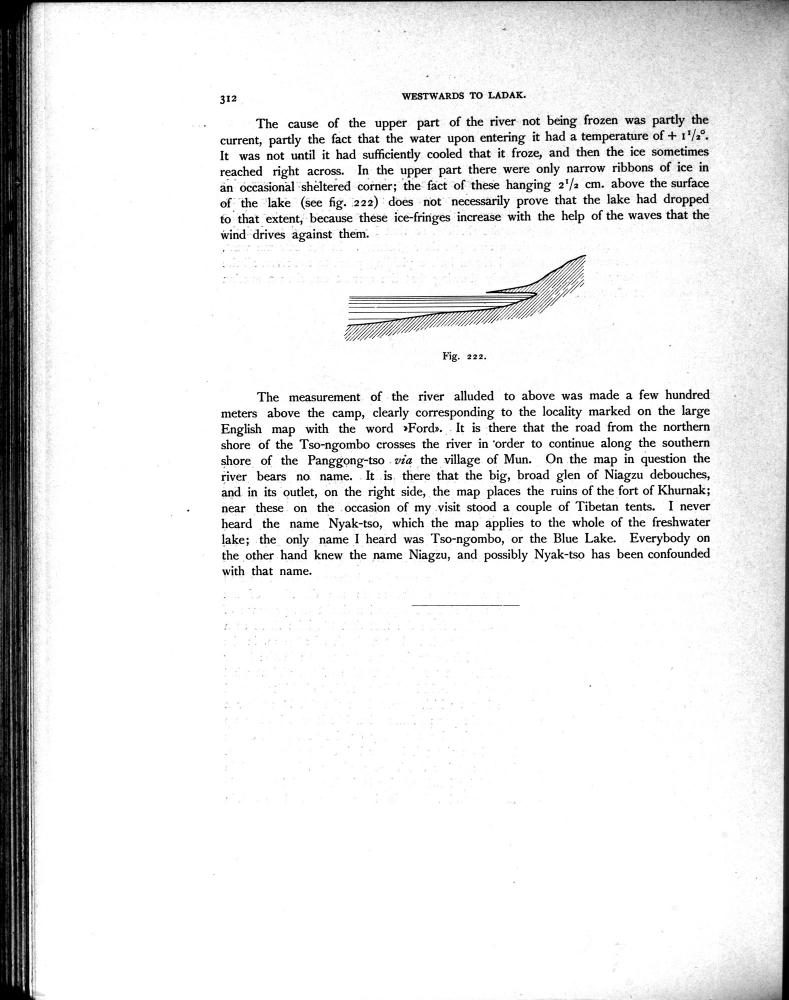 312
WESTWARDS TO LADAK.
The cause of the upper part of the river not being frozen was partly the
current, partly the fact that the water upon entering it had a temperature of + 1 1/2°.
It was not until it had sufficiently cooled that it froze, and then the ice sometimes
reached right across. In the upper part there were only narrow ribbons of ice in
an occasional sheltered corner; the fact of these hanging 2 1/2 cm. above the surface
of the lake (see fig. 222) does not necessarily prove that the lake had dropped
to that extent, because these ice-fringes increase with the help of the waves that the
wind drives against them.
Fig. 222.
The measurement of the river alluded to above was made a few hundred
meters above the camp, clearly corresponding to the locality marked on the large
English map with the word »Ford». It is there that the road from the northern
shore of the Tso-ngombo crosses the river in order to continue along the southern
shore of the Panggong-tso via the village of Mun. On the map in question the
river bears no name. It is there that the big, broad glen of Niagzu debouches,
and in its outlet, on the right side, the map places the ruins of the fort of Khurnak;
near these on the occasion of my visit stood a couple of Tibetan tents. I never
heard the name Nyak-tso, which the map applies to the whole of the freshwater
lake; the only name I heard was Tso-ngombo, or the Blue Lake. Everybody on
the other hand knew the name Niagzu, and possibly Nyak-tso has been confounded
with that name.